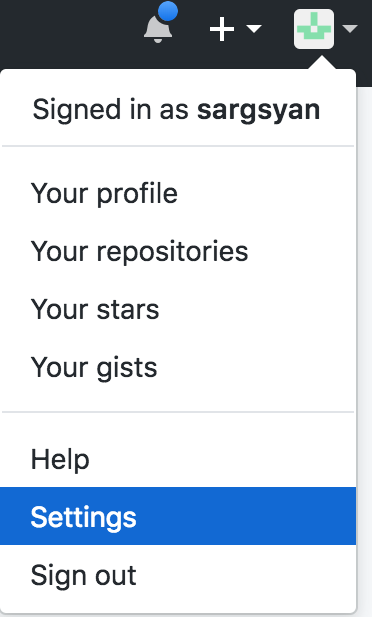 Signed in as sargsyan
Your profile
Your repositories
Your stars
Your gists
Help
Settings
Sign out